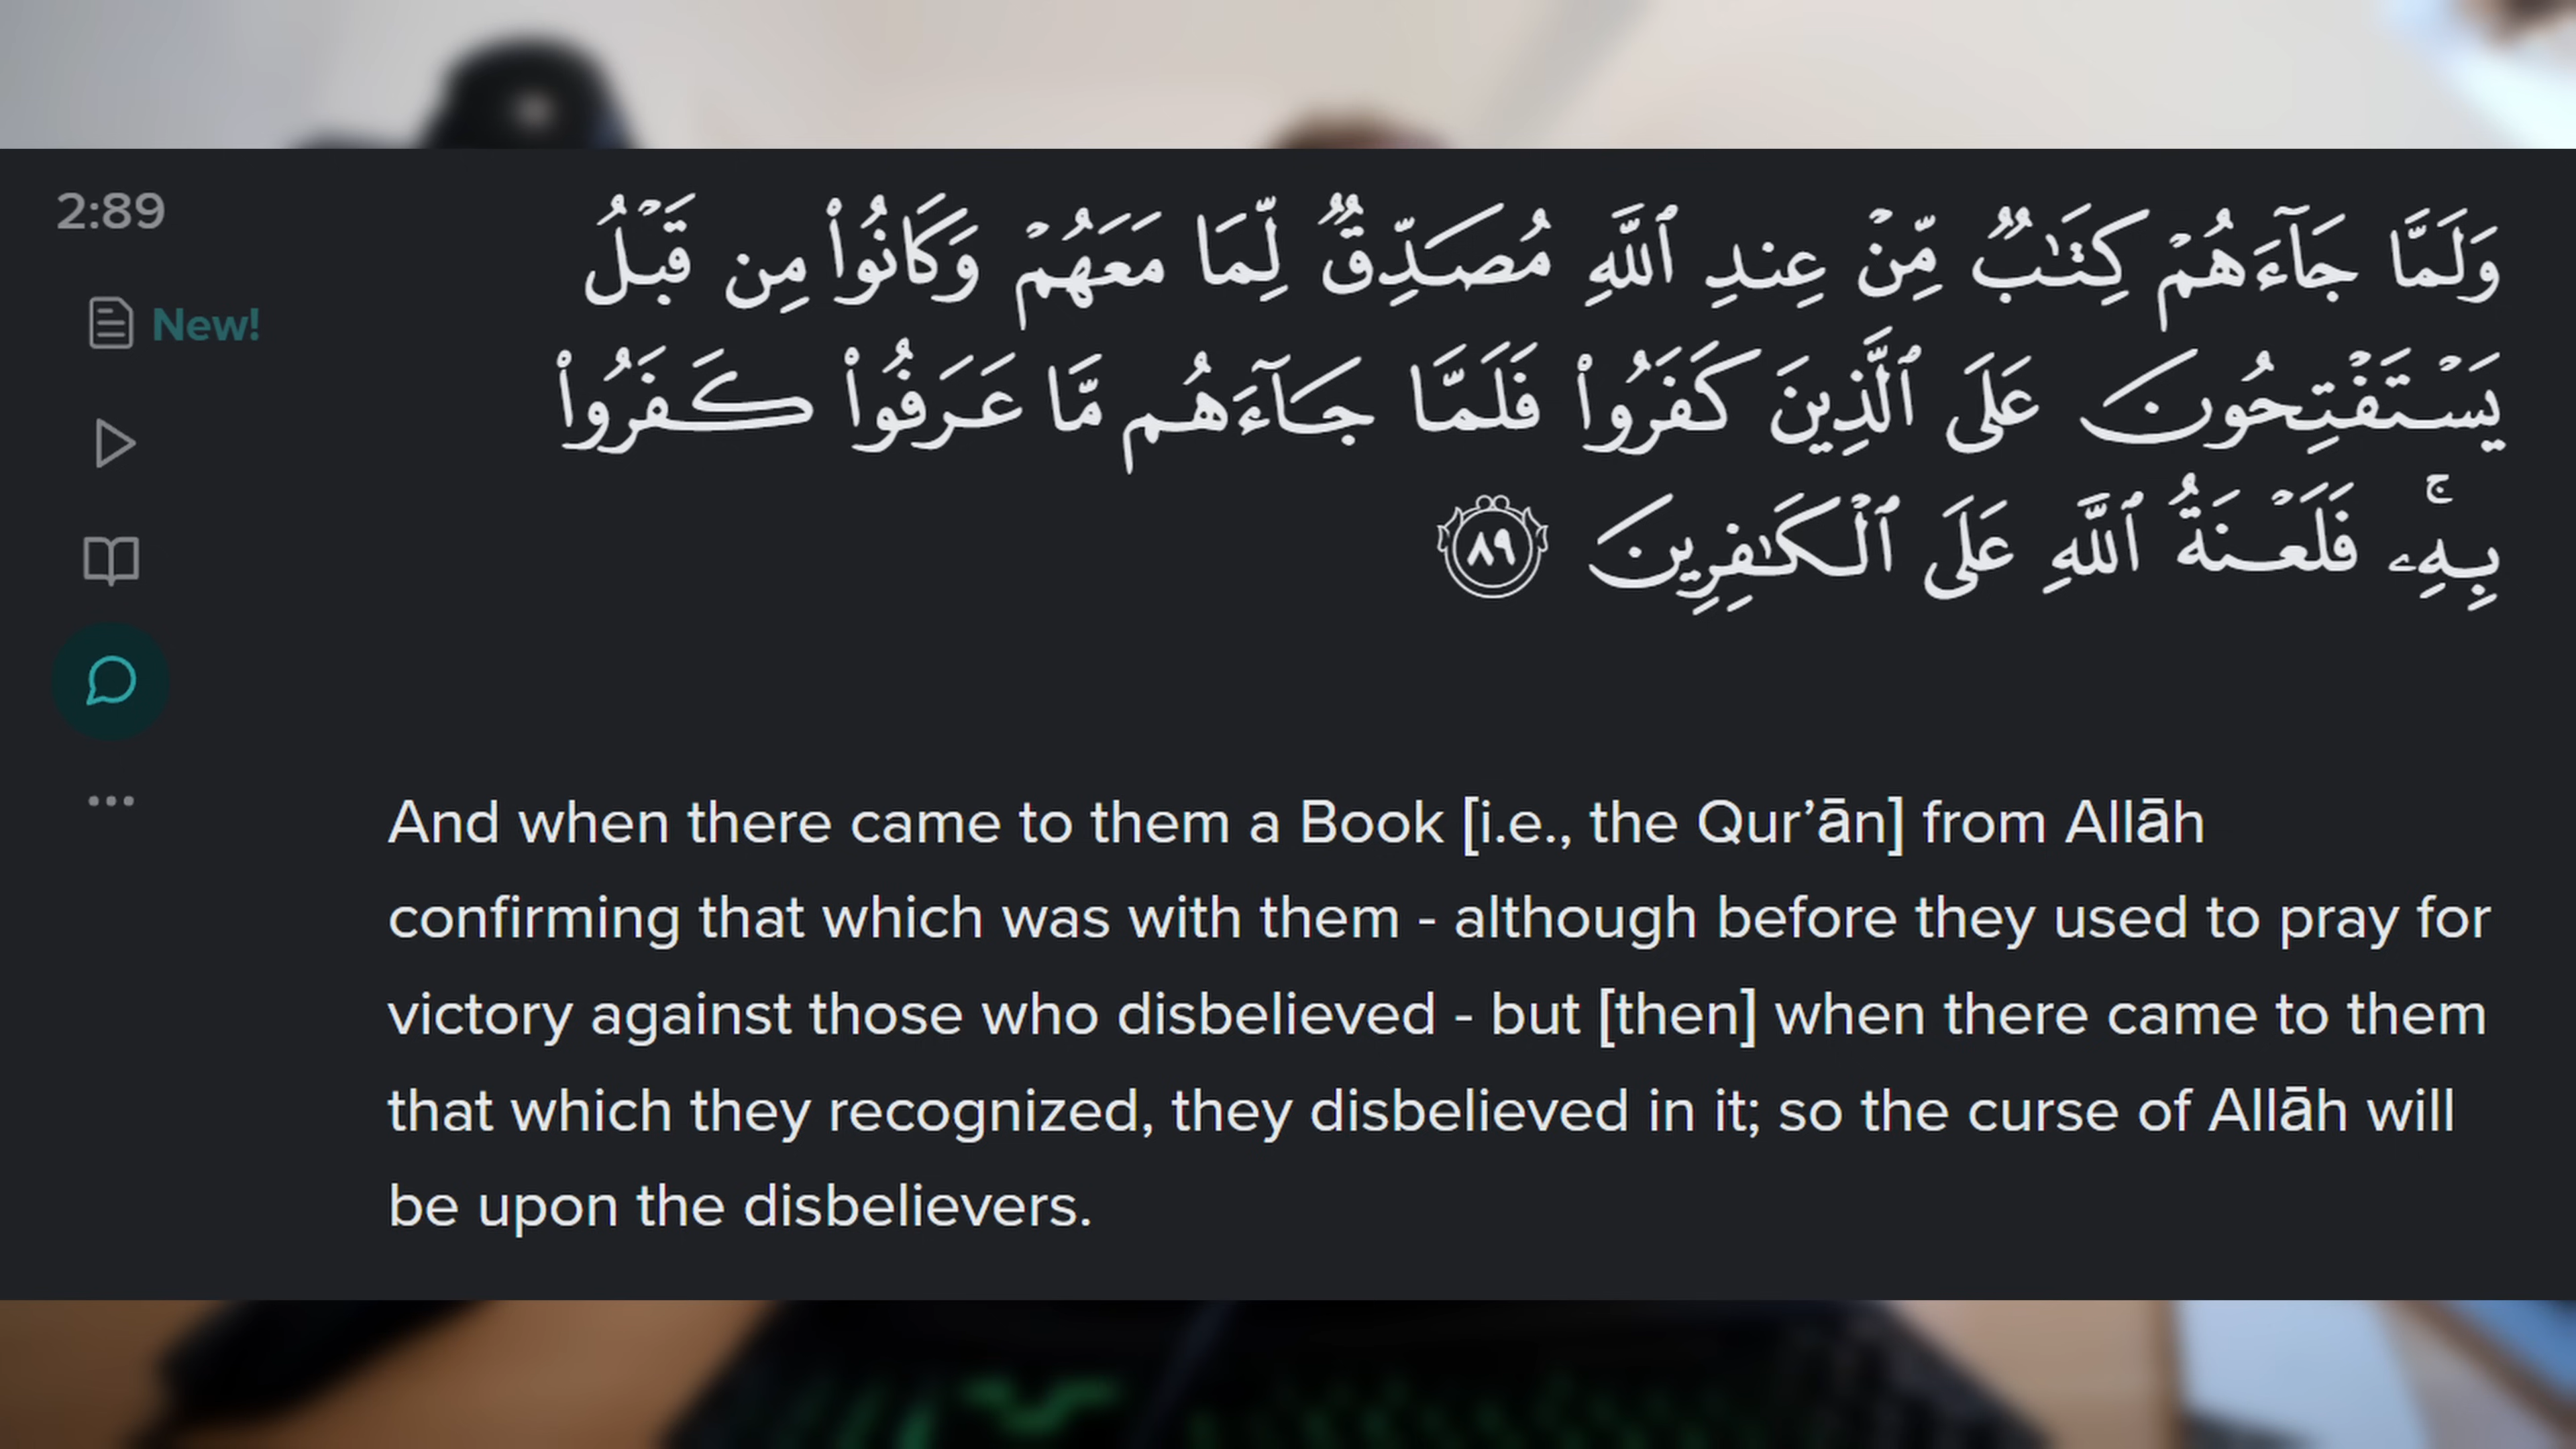 2:89
New!
وَلَمَّا جَآءَهُمْ كِتَـٰبٌ مِّنْ عِندِ ٱللَّهِ مُصَدِّقٌ لِّمَا مَعَهُمْ وَكَانُوا۟ مِن قَبْلُ
يَسْتَفْتِحُونَ عَلَى ٱلَّذِينَ كَفَرُوا۟ فَلَمَّا جَآءَهُم مَّا عَرَفُوا۟ كَفَرُوا۟
بِهِۦ ۚ فَلَعْنَةُ ٱللَّهِ عَلَى ٱلْكَـٰفِرِينَ ٨٩
And when there came to them a Book [i.e., the Qur’ān] from Allāh
confirming that which was with them - although before they used to pray for
victory against those who disbelieved - but [then] when there came to them
that which they recognized, they disbelieved in it; so the curse of Allāh will
be upon the disbelievers.